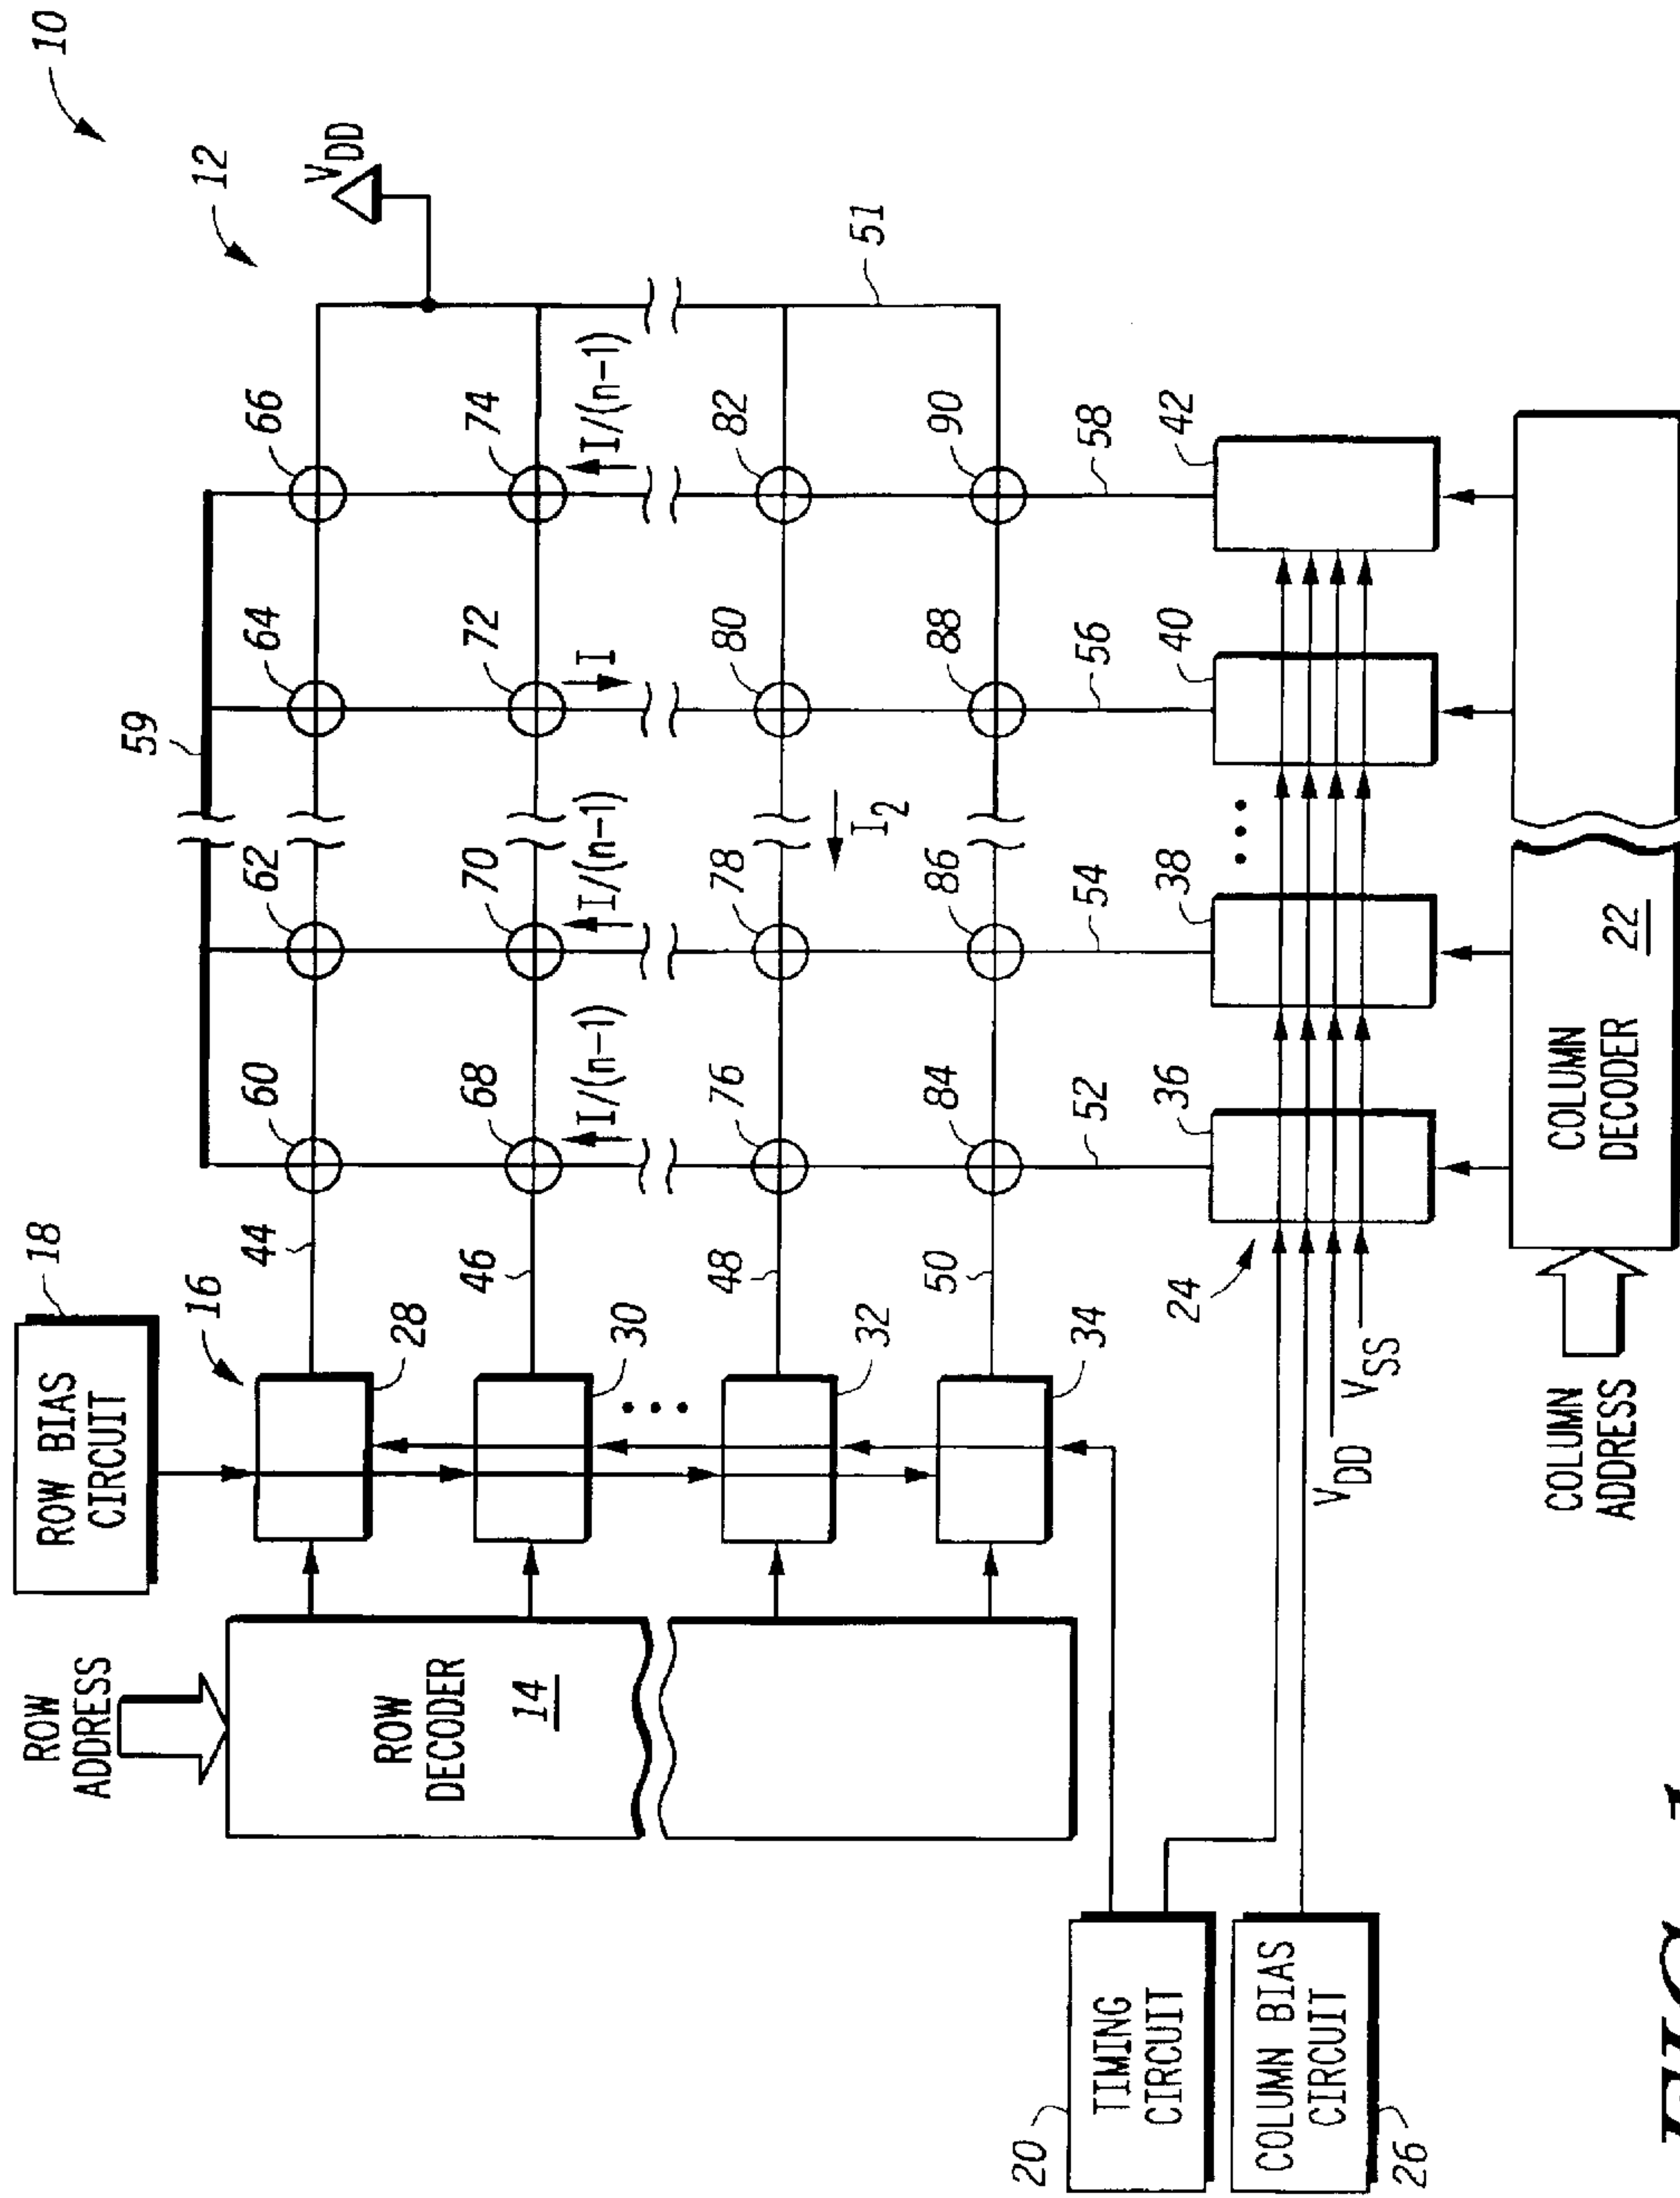 10
12
V DD
ROW BIAS
CIRCUIT
18
ROW
ADDRESS
ROW
DECODER
14
16
28
30
32
34
44
46
48
50
59
51
60
62
64
66
68
70
72
74
I/(n-1)
I/(n-1)
I
I/(n-1)
76
78
80
82
I2
84
86
88
90
52
54
56
58
24
36
38
40
42
20
TIMING
CIRCUIT
COLUMN BIAS
CIRCUIT
26
VDD
VSS
COLUMN
ADDRESS
COLUMN
DECODER
22